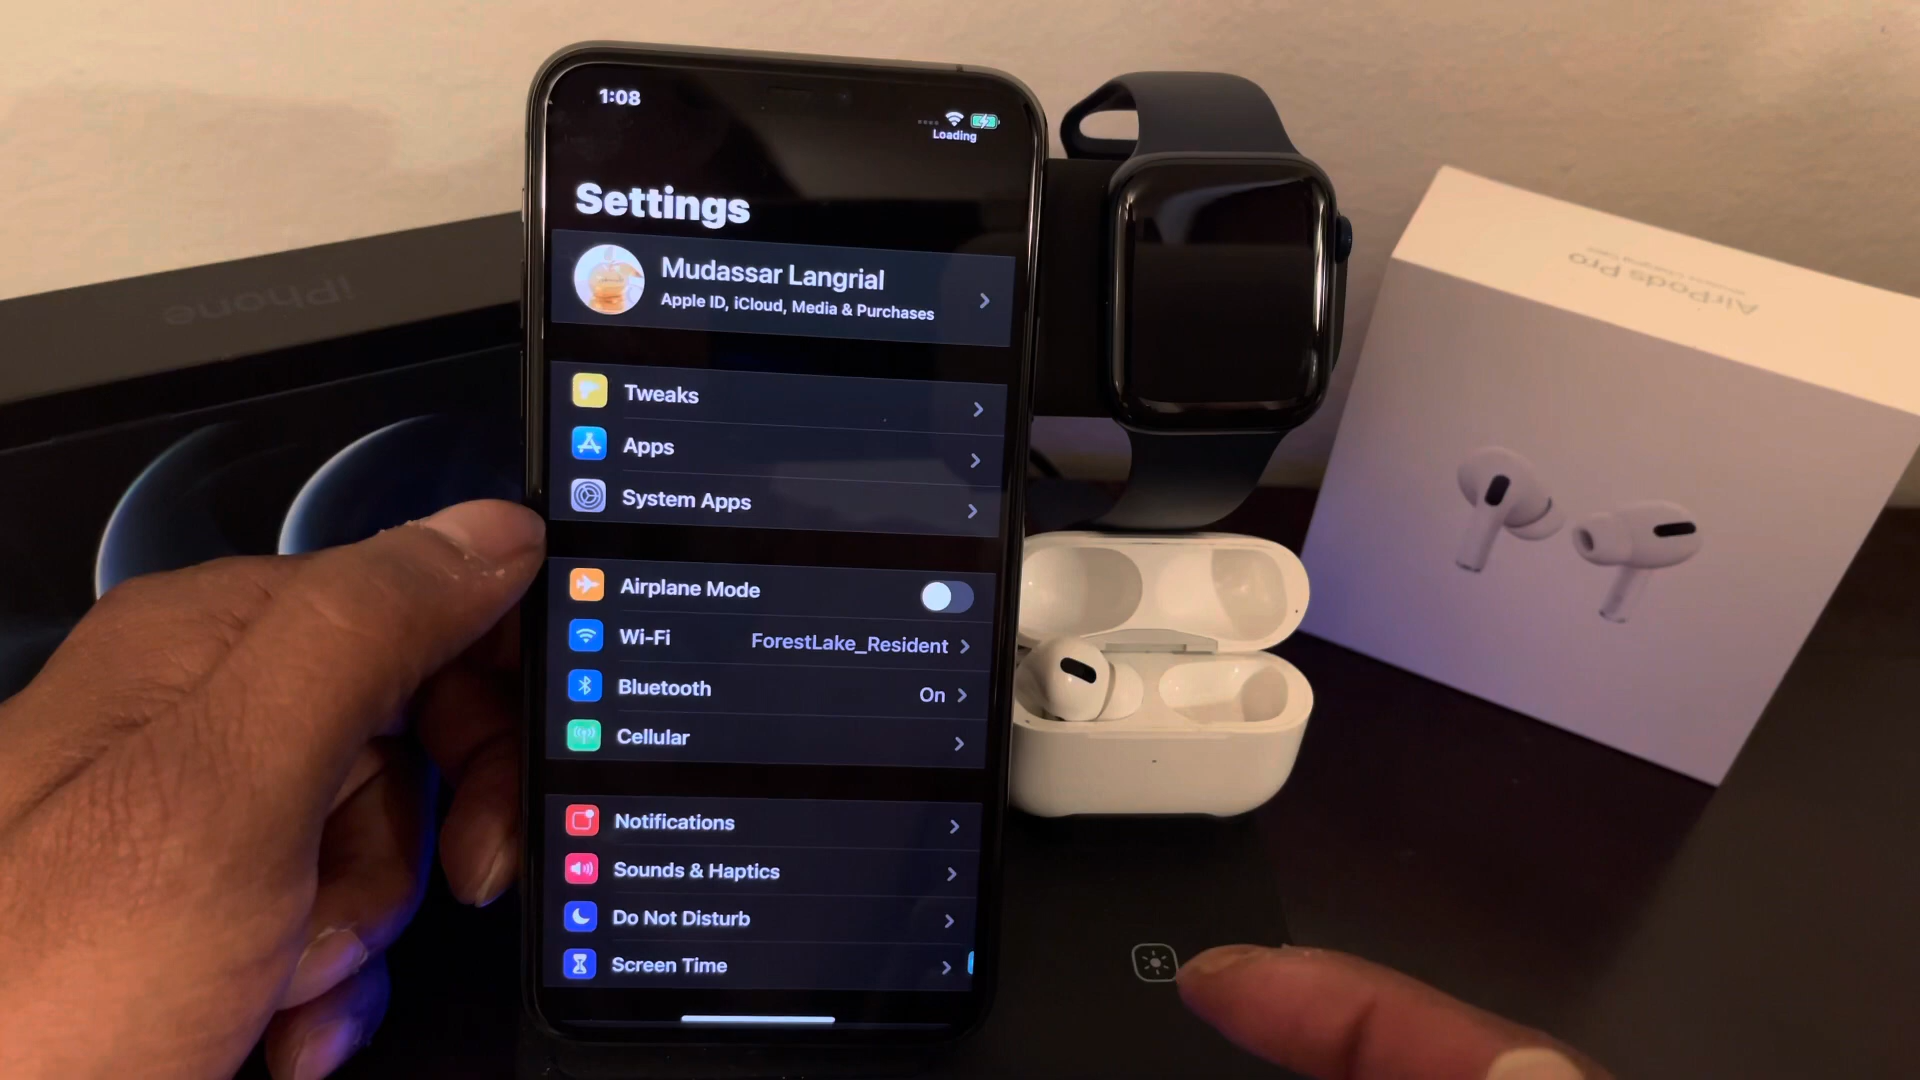 1:08
Loading
Settings
Mudassar Langrial
Apple ID, iCloud, Media & Purchases
Tweaks
Apps
System Apps
Airplane Mode
Wi-Fi ForestLake_Resident
Bluetooth On
Cellular
Notifications
Sounds & Haptics
Do Not Disturb
Screen Time
iPhone
AirPods Pro